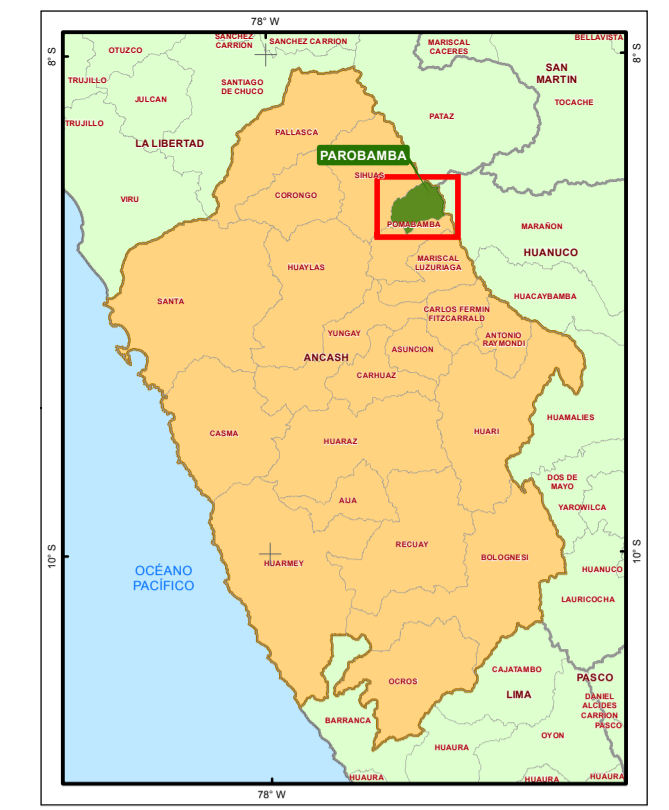 78° W
SANCHEZ
CARRIÓN
SANCHEZ CARRION
BELLAVISTA
MARISCAL
CACERES
OTUZCO
8° S
8° S
SAN
MARTIN
TRUJILLO
SANTIAGO
DE CHUCO
JULCAN
TOCACHE
PATAZ
TRUJILLO
PALLASCA
LA LIBERTAD
PAROBAMBA
SIHUAS
CORONGO
VIRU
POMABAMBA
MARAÑON
HUANUCO
MARISCAL
LUZURIAGA
HUAYLAS
SANTA
HUACAYBAMBA
CARLOS FERMIN
FITZCARRALD
YUNGAY
ANTONIO
RAYMONDI
ASUNCION
ANCASH
CARHUAZ
HUAMALIES
CASMA
HUARI
HUARAZ
DOS DE
MAYO
AIJA
YAROWILCA
RECUAY
10° S
10° S
BOLOGNESI
HUARMEY
OCÉANO
PACÍFICO
HUANUCO
LAURICOCHA
CAJATAMBO
PASCO
OCROS
LIMA
DANIEL
ALCIDES
CARRION
PASCO
BARRANCA
OYON
HUAURA
HUAURA
HUAURA
HUAURA
78° W